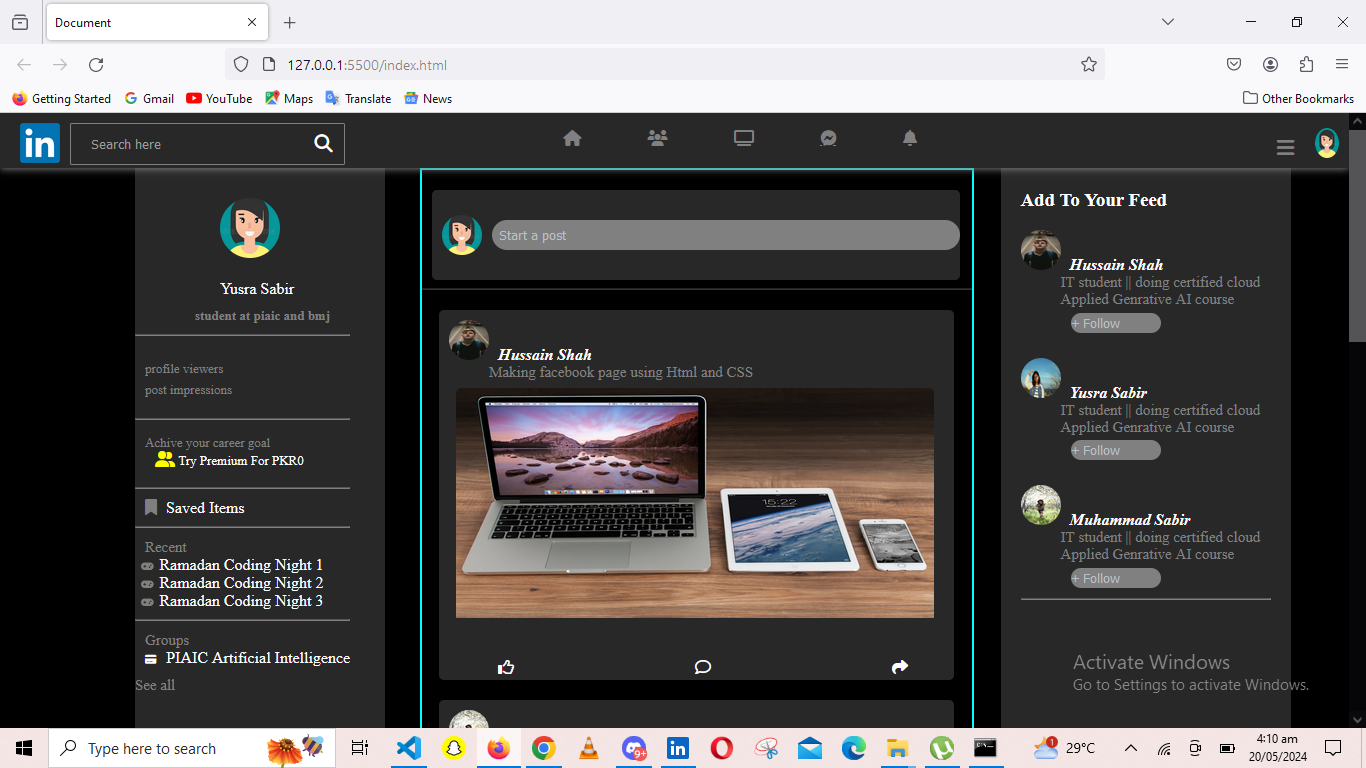 Document
127.0.0.1:5500/index.html
Getting Started
Gmail
YouTube
Maps
Translate
News
Other Bookmarks
in
Search here
Yusra Sabir
student at piaic and bmj
profile viewers
post impressions
Achive your career goal
Try Premium For PKR0
Saved Items
Recent
Ramadan Coding Night 1
Ramadan Coding Night 2
Ramadan Coding Night 3
Groups
PIAIC Artificial Intelligence
See all
Start a post
Hussain Shah
Making facebook page using Html and CSS
15:22
Add To Your Feed
Hussain Shah
IT student || doing certified cloud
Applied Genrative AI course
+ Follow
Yusra Sabir
IT student || doing certified cloud
Applied Genrative AI course
+ Follow
Muhammad Sabir
IT student || doing certified cloud
Applied Genrative AI course
+ Follow
Activate Windows
Go to Settings to activate Windows.
Type here to search
9+
in
1
29°C
4:10 am
20/05/2024